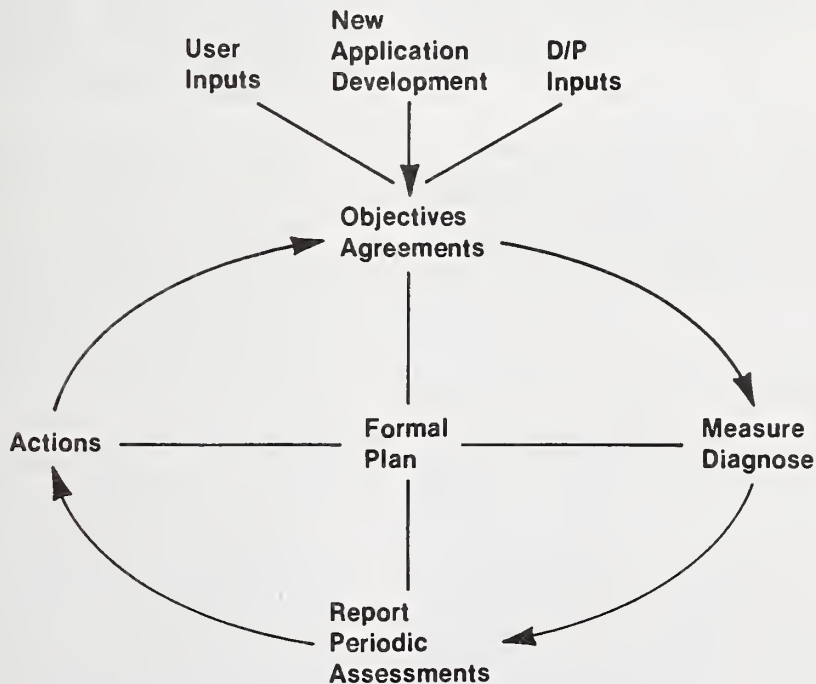 User
Inputs
New
Application
Development
D/P
Inputs
Objectives
Agreements
Actions
Formal
Plan
Measure
Diagnose
Report
Periodic
Assessments